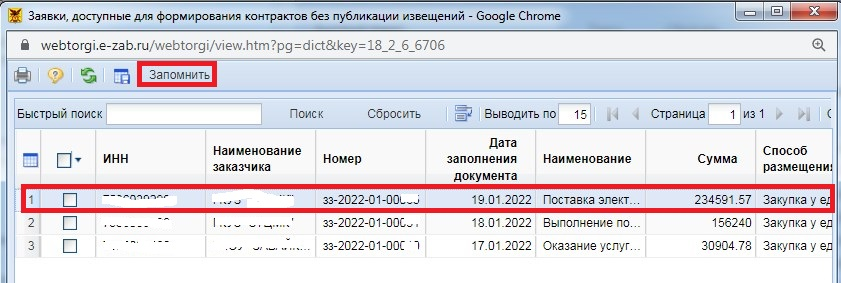 Заявки, доступные для формирования контрактов без публикации извещений - Google Chrome
webtorgi.e-zab.ru/webtorgi/view.htm?pg=dict&key=18_2_6_6706
Запомнить
Быстрый поиск Поиск Сбросить Выводить по 15 Страница 1 из 1
ИНН Наименование заказчика Номер Дата заполнения документа Наименование Сумма Способ размещения
1 19.01.2022 Поставка элект... 234591.57 Закупка у ед
2 18.01.2022 Выполнение по... 156240 Закупка у ед
3 17.01.2022 Оказание услуг... 30904.78 Закупка у ед